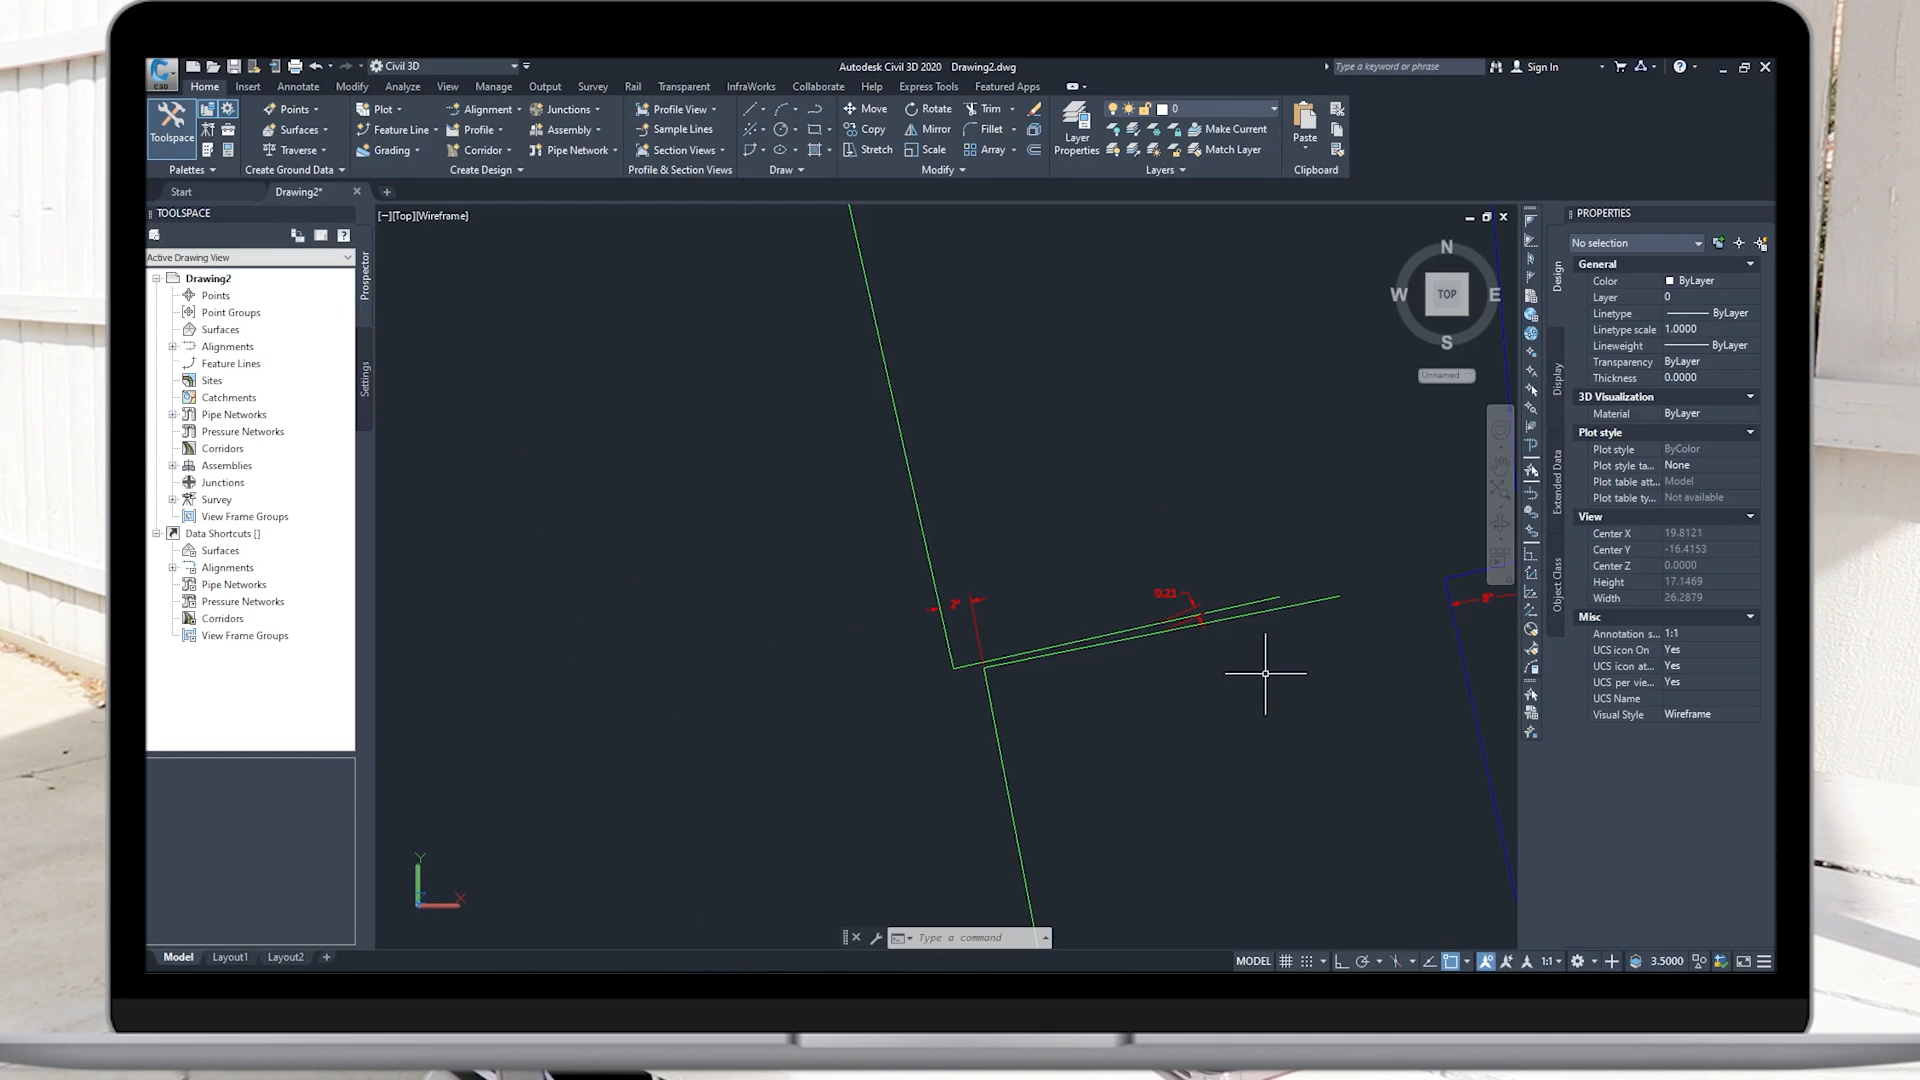 Civil 3D
Autodesk Civil 3D 2020 Drawing2.dwg
Type a keyword or phrase
Sign In
C3D
Home Insert Annotate Modify Analyze View Manage Output Survey Rail Transparent InfraWorks Collaborate Help Express Tools Featured Apps
Toolspace
Points
Surfaces
Traverse
Plot
Feature Line
Grading
Alignment
Profile
Corridor
Junctions
Assembly
Pipe Network
Profile View
Sample Lines
Section Views
Move
Copy
Stretch
Rotate
Mirror
Scale
Trim
Fillet
Array
Layer
Properties
0
Make Current
Match Layer
Paste
Palettes Create Ground Data Create Design Profile & Section Views Draw Modify Layers Clipboard
Start Drawing2*
TOOLSPACE
Active Drawing View
Drawing2
Points
Point Groups
Surfaces
Alignments
Feature Lines
Sites
Catchments
Pipe Networks
Pressure Networks
Corridors
Assemblies
Junctions
Survey
View Frame Groups
Data Shortcuts []
Surfaces
Alignments
Pipe Networks
Pressure Networks
Corridors
View Frame Groups
Prospector
Settings
[−][Top][Wireframe]
N
W TOP E
S
Unnamed
2"
0.21
8"
Y
X
Type a command
PROPERTIES
No selection
General
Color ByLayer
Layer 0
Linetype ByLayer
Linetype scale 1.0000
Lineweight ByLayer
Transparency ByLayer
Thickness 0.0000
3D Visualization
Material ByLayer
Plot style
Plot style ByColor
Plot style ta... None
Plot table att... Model
Plot table ty... Not available
View
Center X 19.8121
Center Y -16.4153
Center Z 0.0000
Height 17.1469
Width 26.2879
Misc
Annotation s... 1:1
UCS icon On Yes
UCS icon at... Yes
UCS per vie... Yes
UCS Name
Visual Style Wireframe
Design
Display
Extended Data
Object Class
Model Layout1 Layout2
MODEL 1:1 3.5000